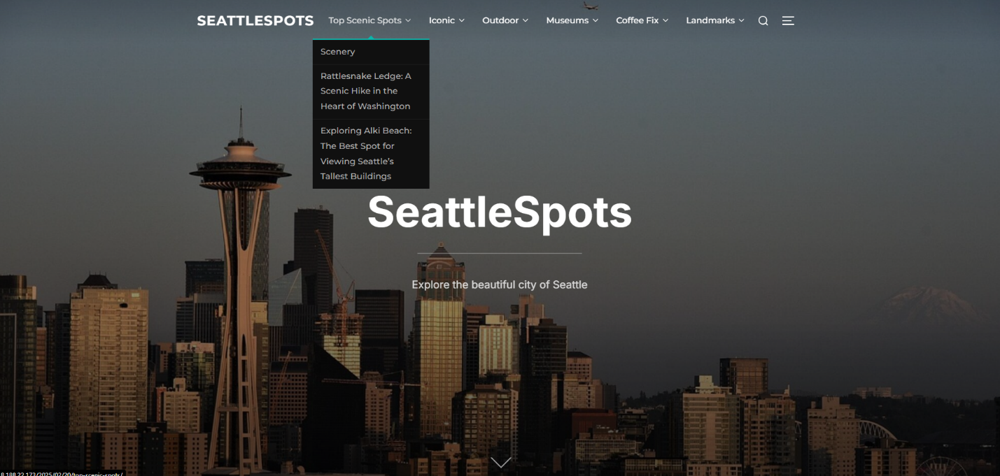 SEATTLESPOTS Top Scenic Spots Iconic Outdoor Museums Coffee Fix Landmarks
Scenery
Rattlesnake Ledge: A
Scenic Hike in the
Heart of Washington
Exploring Alki Beach:
The Best Spot for
Viewing Seattle's
Tallest Buildings
SeattleSpots
Explore the beautiful city of Seattle
8.188.22.173/2025/02/20/top-scenic-spots/